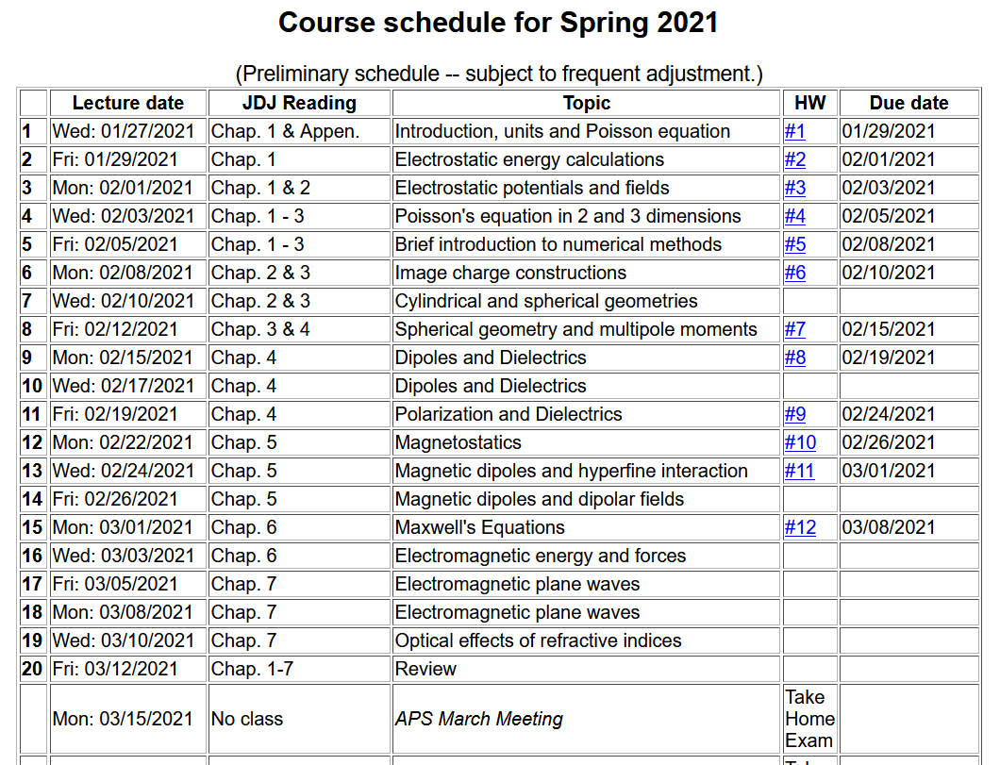 Course schedule for Spring 2021
(Preliminary schedule -- subject to frequent adjustment.)
Lecture date JDJ Reading Topic HW Due date
1 Wed: 01/27/2021 Chap. 1 & Appen. Introduction, units and Poisson equation #1 01/29/2021
2 Fri: 01/29/2021 Chap. 1 Electrostatic energy calculations #2 02/01/2021
3 Mon: 02/01/2021 Chap. 1 & 2 Electrostatic potentials and fields #3 02/03/2021
4 Wed: 02/03/2021 Chap. 1 - 3 Poisson's equation in 2 and 3 dimensions #4 02/05/2021
5 Fri: 02/05/2021 Chap. 1 - 3 Brief introduction to numerical methods #5 02/08/2021
6 Mon: 02/08/2021 Chap. 2 & 3 Image charge constructions #6 02/10/2021
7 Wed: 02/10/2021 Chap. 2 & 3 Cylindrical and spherical geometries
8 Fri: 02/12/2021 Chap. 3 & 4 Spherical geometry and multipole moments #7 02/15/2021
9 Mon: 02/15/2021 Chap. 4 Dipoles and Dielectrics #8 02/19/2021
10 Wed: 02/17/2021 Chap. 4 Dipoles and Dielectrics
11 Fri: 02/19/2021 Chap. 4 Polarization and Dielectrics #9 02/24/2021
12 Mon: 02/22/2021 Chap. 5 Magnetostatics #10 02/26/2021
13 Wed: 02/24/2021 Chap. 5 Magnetic dipoles and hyperfine interaction #11 03/01/2021
14 Fri: 02/26/2021 Chap. 5 Magnetic dipoles and dipolar fields
15 Mon: 03/01/2021 Chap. 6 Maxwell's Equations #12 03/08/2021
16 Wed: 03/03/2021 Chap. 6 Electromagnetic energy and forces
17 Fri: 03/05/2021 Chap. 7 Electromagnetic plane waves
18 Mon: 03/08/2021 Chap. 7 Electromagnetic plane waves
19 Wed: 03/10/2021 Chap. 7 Optical effects of refractive indices
20 Fri: 03/12/2021 Chap. 1-7 Review
Mon: 03/15/2021 No class APS March Meeting Take
Home
Exam